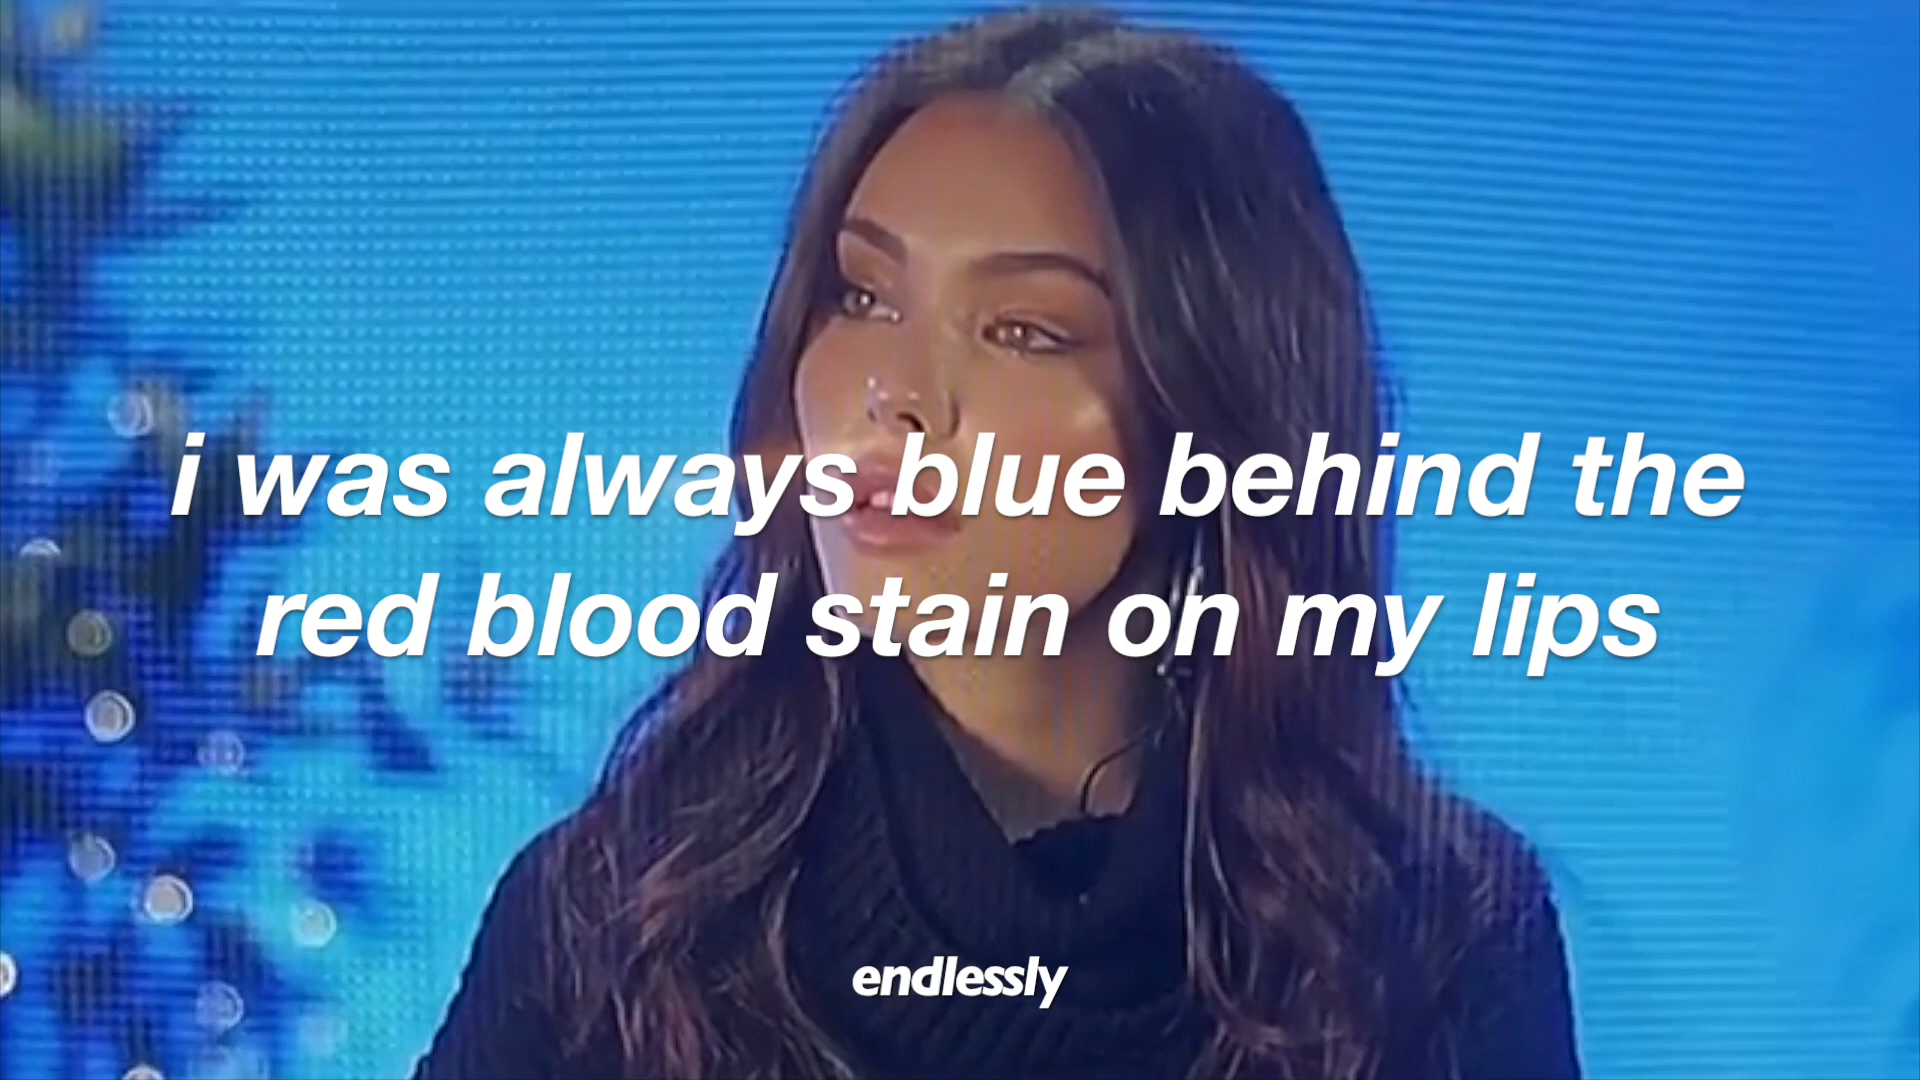 i was always blue behind the
red blood stain on my lips
endlessly